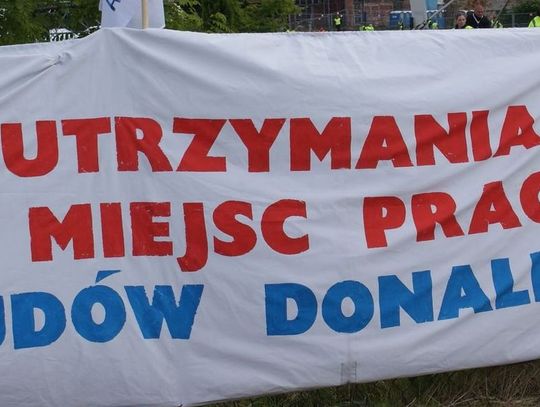 UTRZYMANIA
MIEJSC PRAC
UDÓW DONAL